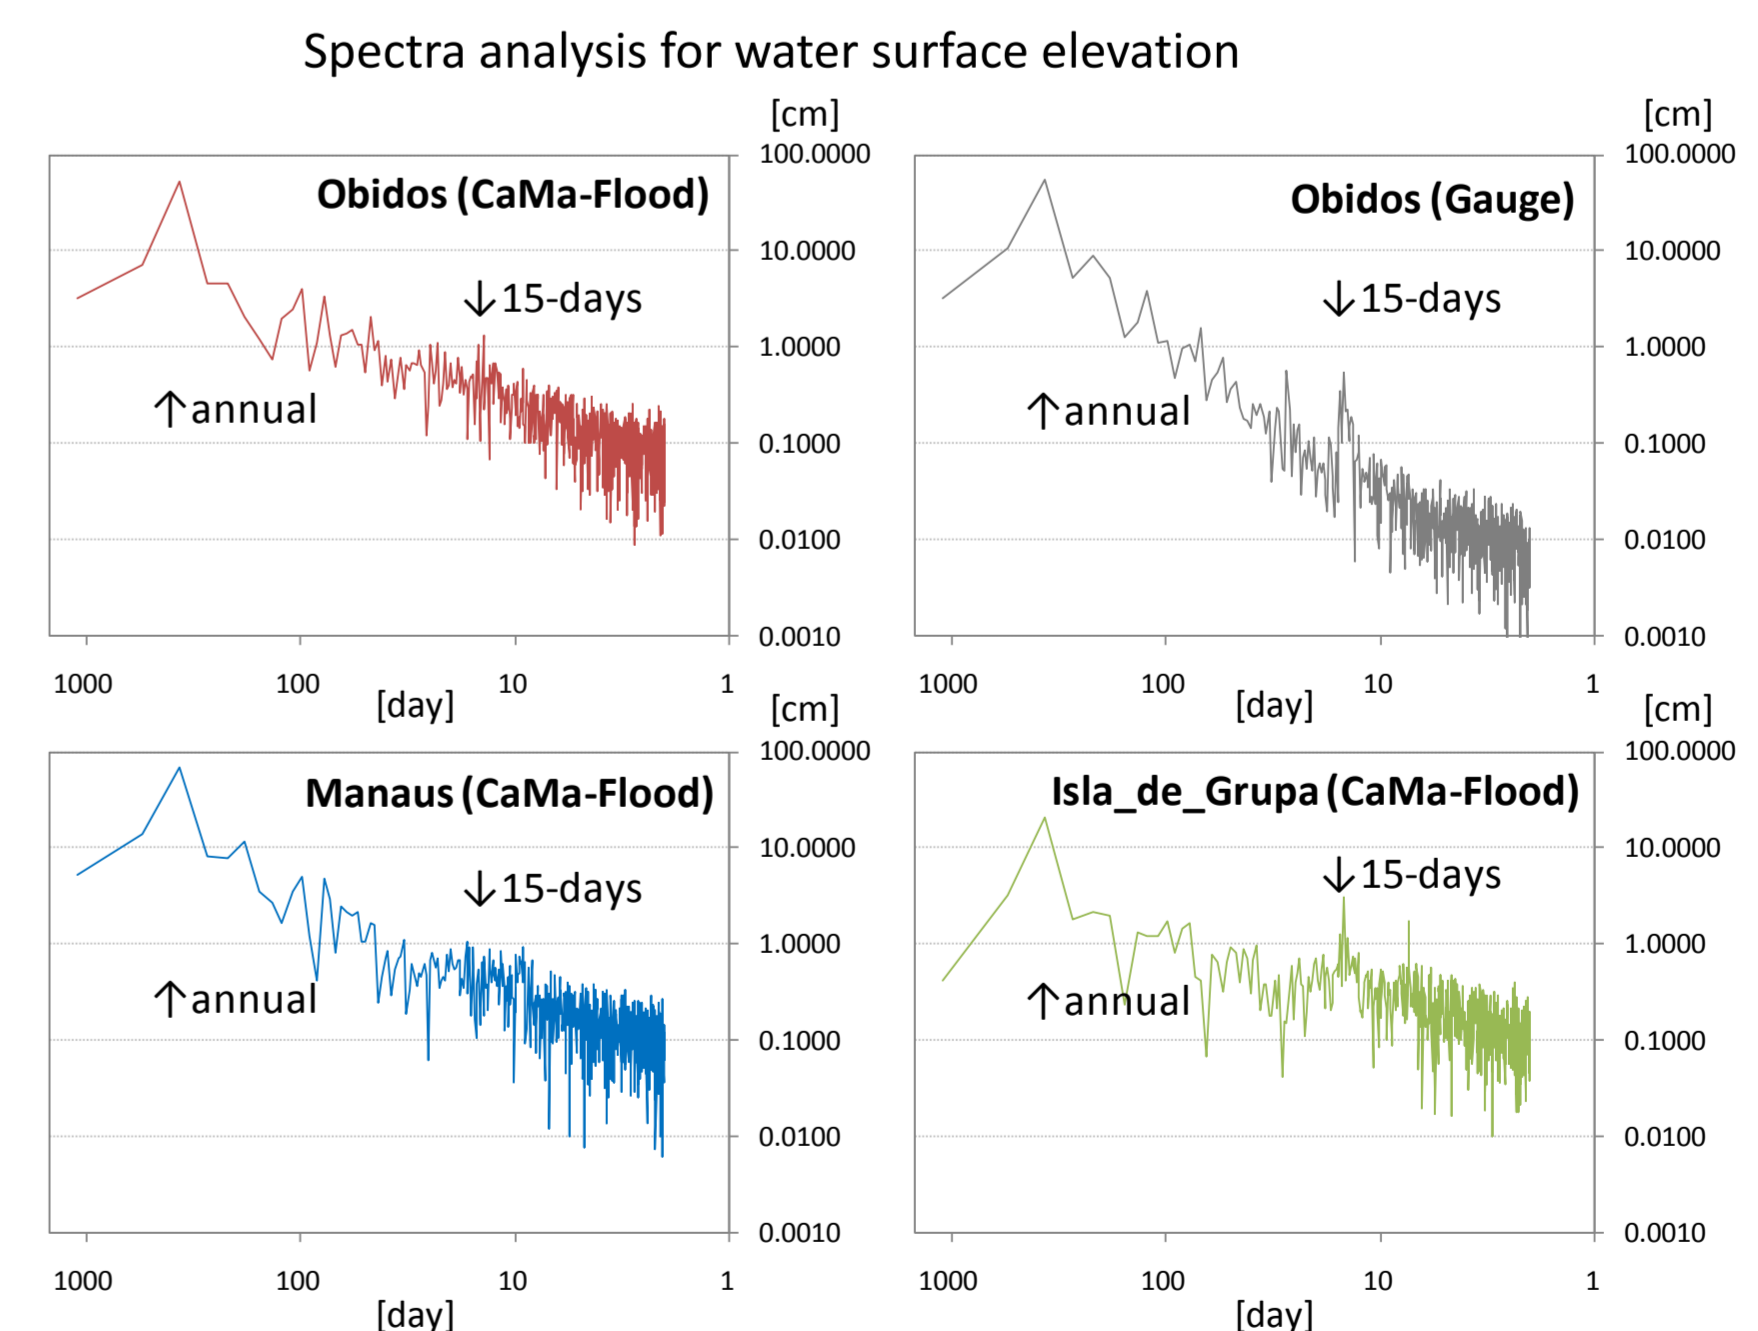 Spectra analysis for water surface elevation
[cm]
100.0000
Obidos (CaMa-Flood)
10.0000
↓15-days
1.0000
↑annual
0.1000
0.0100
0.0010
1000 100 10 1
[day]
[cm]
100.0000
Obidos (Gauge)
10.0000
↓15-days
1.0000
↑annual
0.1000
0.0100
0.0010
1000 100 10 1
[day]
[cm]
100.0000
Manaus (CaMa-Flood)
10.0000
↓15-days
1.0000
↑annual
0.1000
0.0100
0.0010
1000 100 10 1
[day]
[cm]
100.0000
Isla_de_Grupa (CaMa-Flood)
10.0000
↓15-days
1.0000
↑annual
0.1000
0.0100
0.0010
1000 100 10 1
[day]